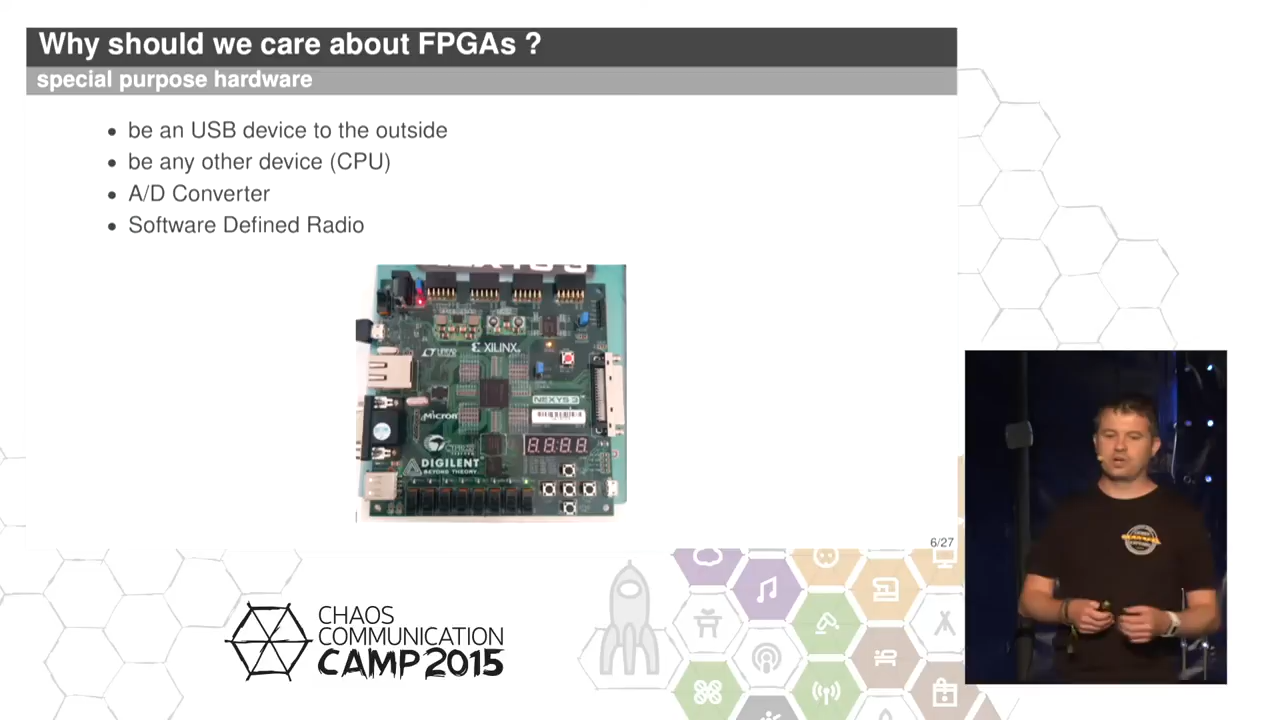 Why should we care about FPGAs ?
special purpose hardware
be an USB device to the outside
be any other device (CPU)
A/D Converter
Software Defined Radio
XILINX
NEXYS 3
Micron
DIGILENT
BEYOND THEORY
6/27
CHAOS
COMMUNICATION
CAMP 2015